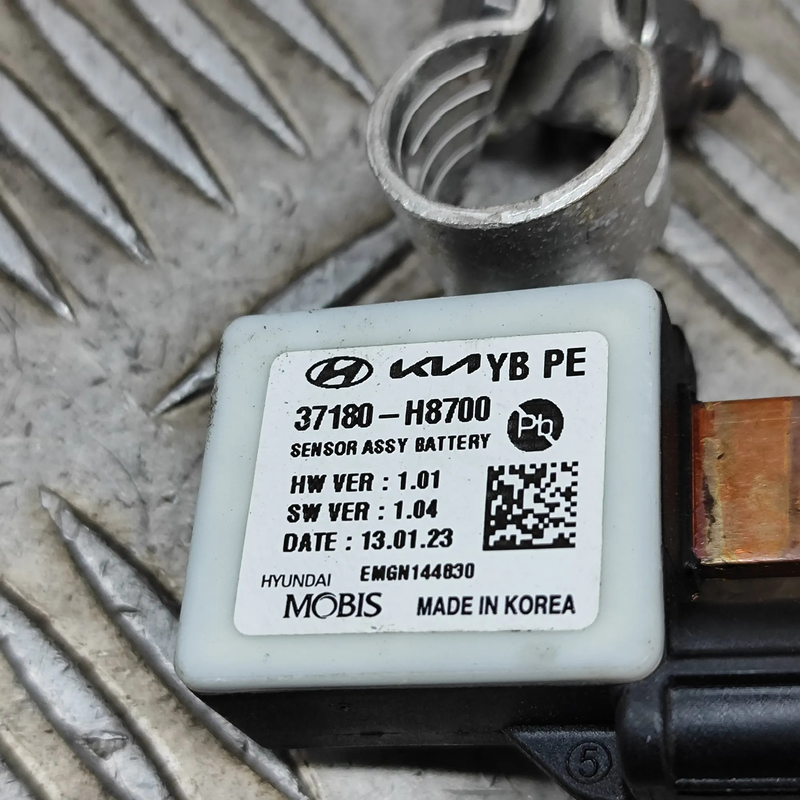 KIA YB PE
37180-H8700
Pb
SENSOR ASSY BATTERY
HW VER : 1.01
SW VER : 1.04
DATE : 13.01.23
EMGN144630
HYUNDAI
MOBIS
MADE IN KOREA
5